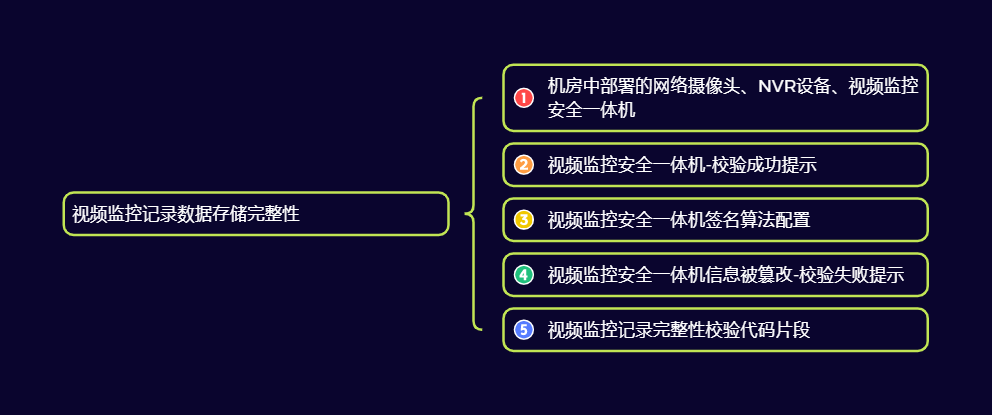 视频监控记录数据存储完整性
1 机房中部署的网络摄像头、NVR设备、视频监控
安全一体机
2 视频监控安全一体机-校验成功提示
3 视频监控安全一体机签名算法配置
4 视频监控安全一体机信息被篡改-校验失败提示
5 视频监控记录完整性校验代码片段